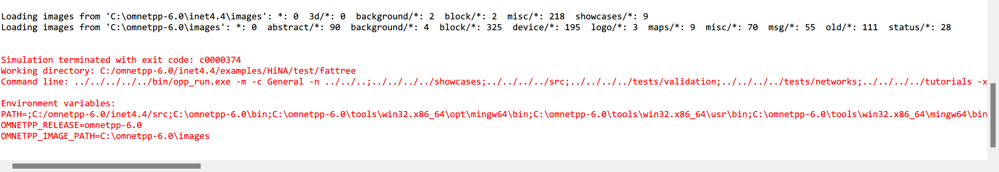 Loading images from 'C:\omnetpp-6.0\inet4.4\images': *: 0  3d/*: 0  background/*: 2  block/*: 2  misc/*: 218  showcases/*: 9
Loading images from 'C:\omnetpp-6.0\images': *: 0  abstract/*: 90  background/*: 4  block/*: 325  device/*: 195  logo/*: 3  maps/*: 9  misc/*: 70  msg/*: 55  old/*: 111  status/*: 28
Simulation terminated with exit code: c0000374
Working directory: C:/omnetpp-6.0/inet4.4/examples/HiNA/test/fattree
Command line: ../../../../../bin/opp_run.exe -m -c General -n ../../..;../../../../showcases;../../../../src;../../../../tests/validation;../../../../tests/networks;../../../../tutorials -x
Environment variables:
PATH=;C:/omnetpp-6.0/inet4.4/src;C:\omnetpp-6.0\bin;C:\omnetpp-6.0\tools\win32.x86_64\opt\mingw64\bin;C:\omnetpp-6.0\tools\win32.x86_64\usr\bin;C:\omnetpp-6.0\tools\win32.x86_64\mingw64\bin
OMNETPP_RELEASE=omnetpp-6.0
OMNETPP_IMAGE_PATH=C:\omnetpp-6.0\images